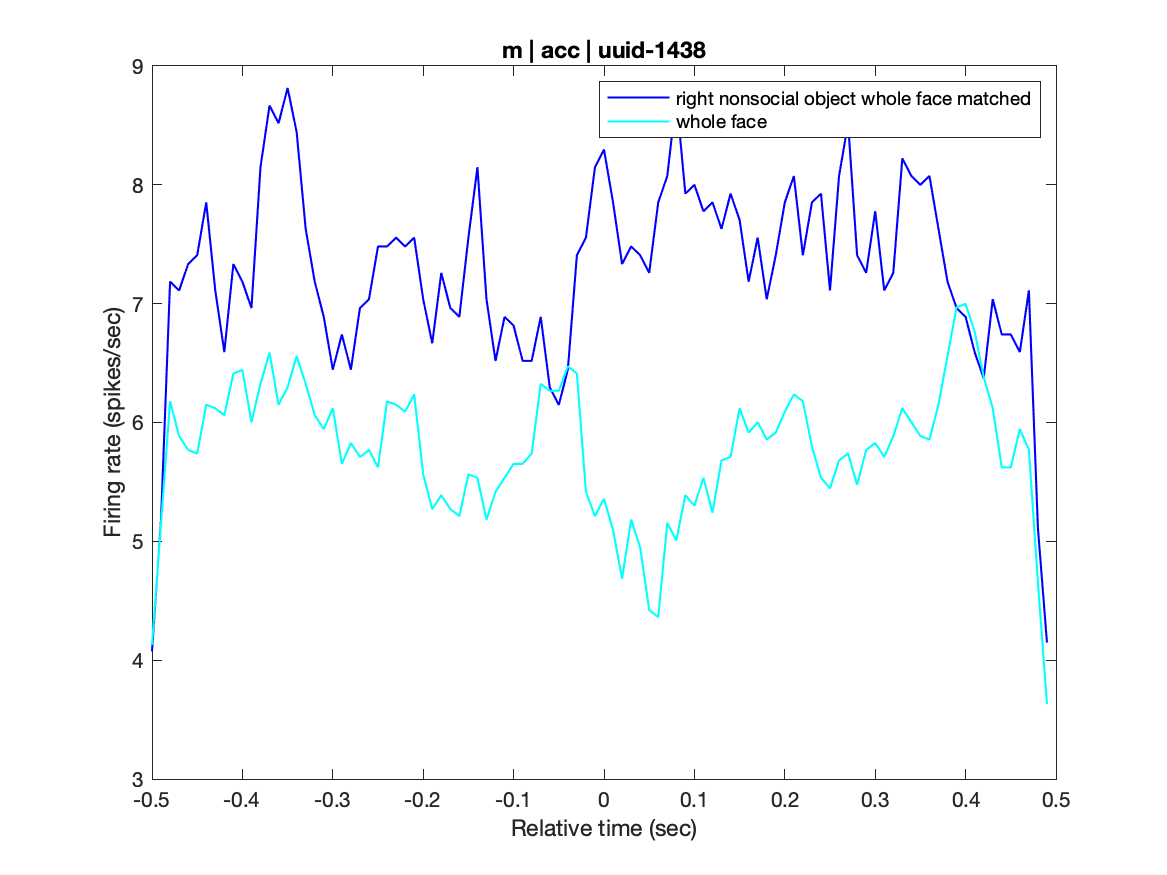 m | acc | uuid-1438
9
right nonsocial object whole face matched
whole face
8
7
6
5
4
3
Firing rate (spikes/sec)
-0.5 -0.4 -0.3 -0.2 -0.1 0 0.1 0.2 0.3 0.4 0.5
Relative time (sec)